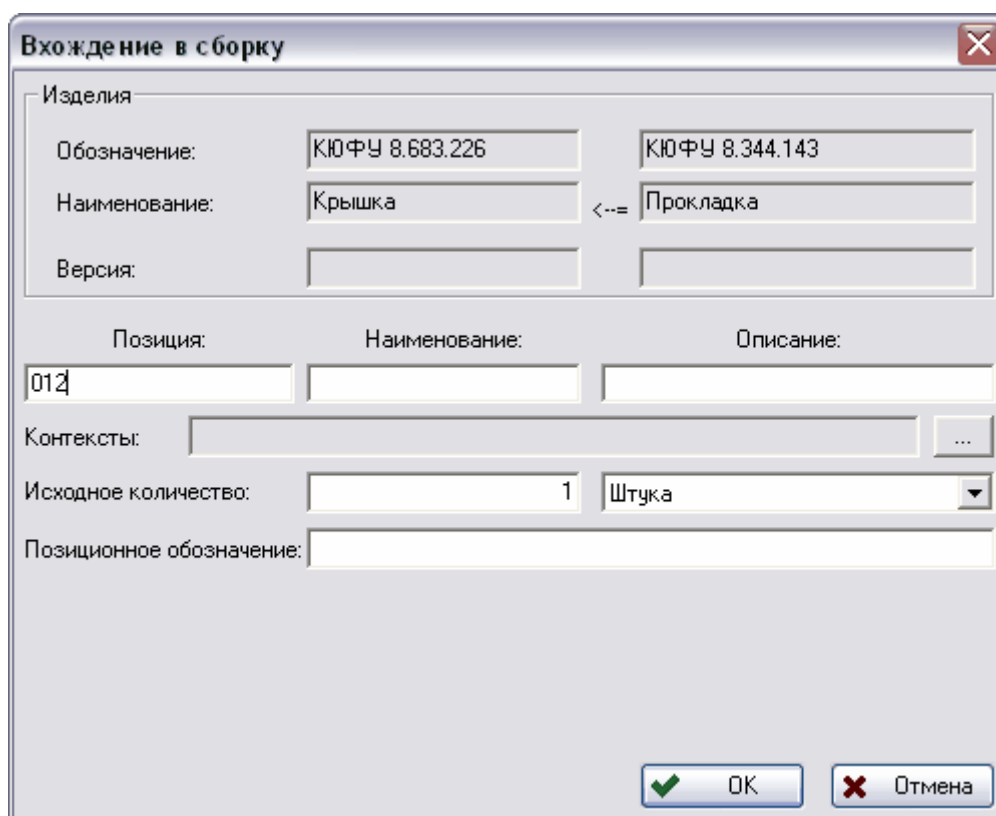 Вхождение в сборку
Изделия
Обозначение: КЮФУ 8.683.226 КЮФУ 8.344.143
Наименование: Крышка <--= Прокладка
Версия:
Позиция: Наименование: Описание:
012
Контексты: ...
Исходное количество: 1 Штука
Позиционное обозначение:
OK Отмена